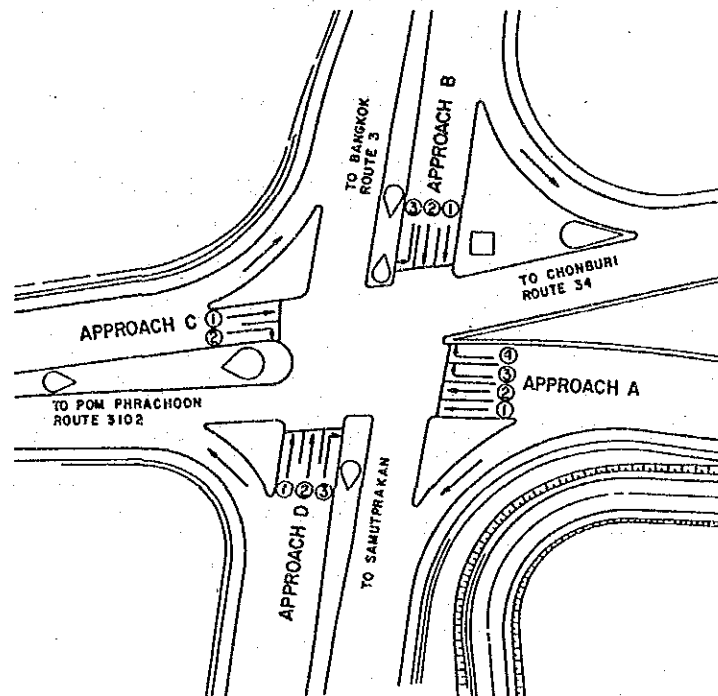 TO BANGKOK
ROUTE 3
APPROACH B
③ ② ①
TO CHONBURI
ROUTE 34
APPROACH C
①
②
④
③
②
①
APPROACH A
TO POM PHRACHOON
ROUTE 3102
① ② ③
APPROACH D
TO SAMUTPRAKAN